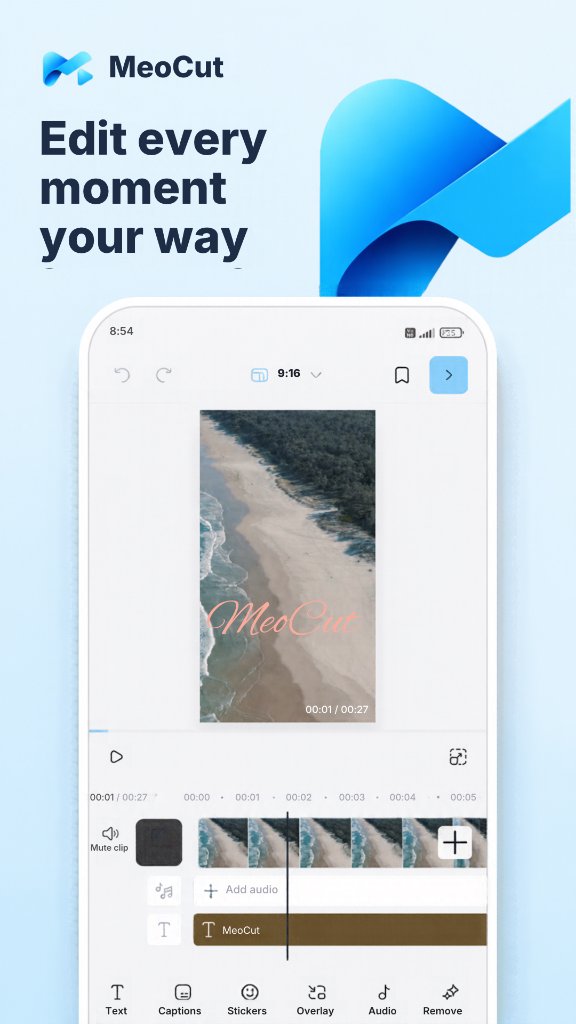 MeoCut
Edit every
moment
your way
8:54
9:16
MeoCut
00:01 / 00:27
00:01 / 00:27
00:00
00:01
00:02
00:03
00:04
00:05
Mute clip
Add audio
T
T MeoCut
Text
Captions
Stickers
Overlay
Audio
Remove